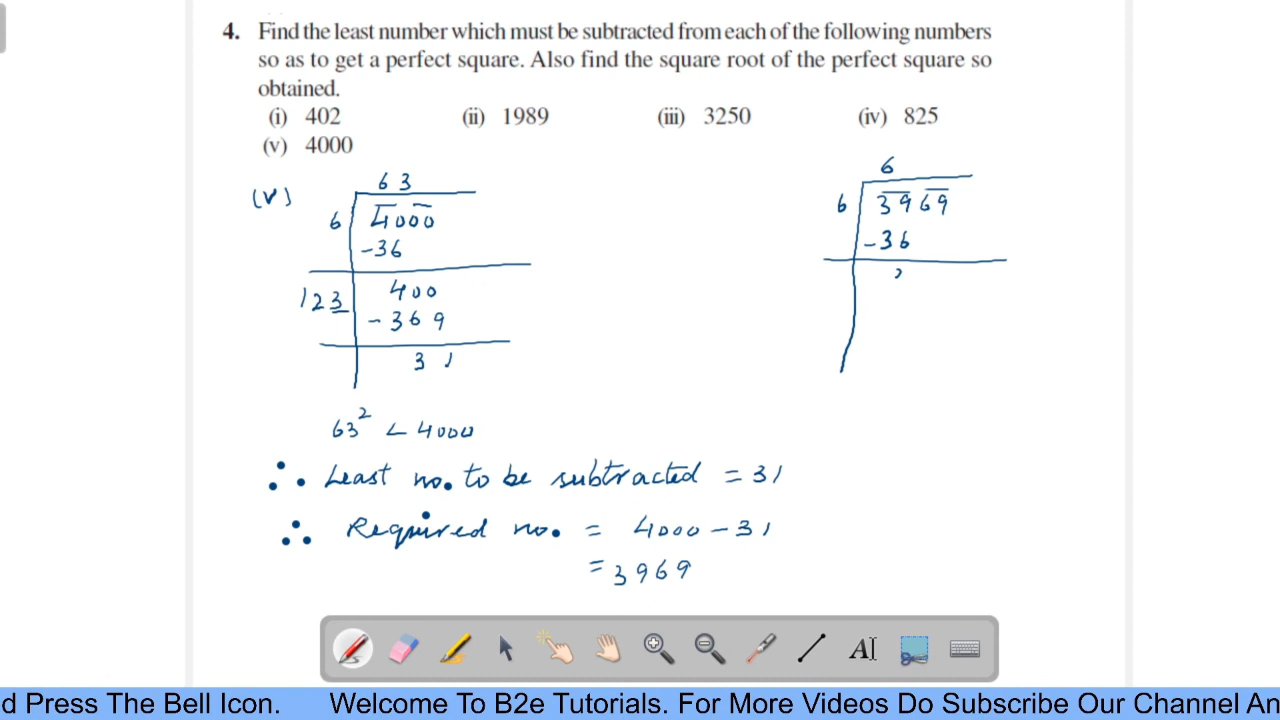 4. Find the least number which must be subtracted from each of the following numbers
so as to get a perfect square. Also find the square root of the perfect square so
obtained.
(i) 402 (ii) 1989 (iii) 3250 (iv) 825
(v) 4000
(v)
63
6 4000
-36
123 400
-369
31
6
6 3969
-36
63² < 4000
∴ Least no. to be subtracted = 31
∴ Required no. = 4000 - 31
= 3969
AI
d Press The Bell Icon. Welcome To B2e Tutorials. For More Videos Do Subscribe Our Channel An